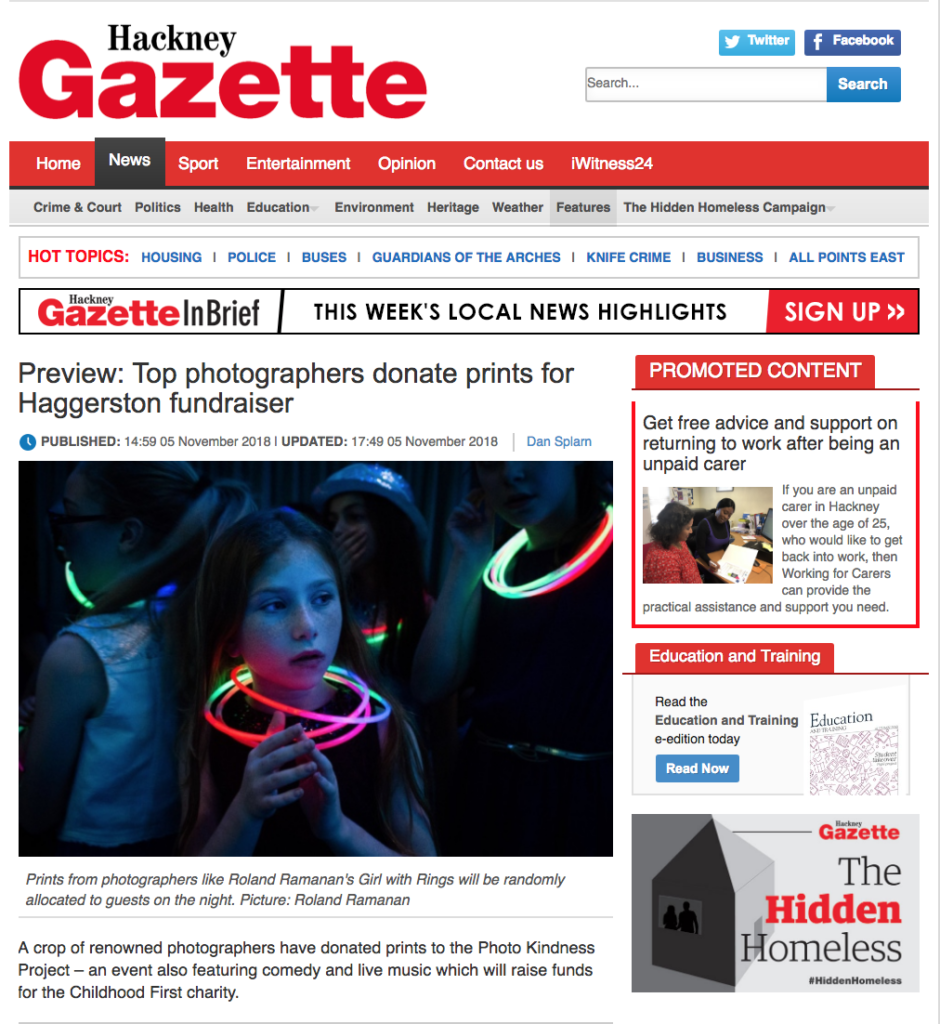 Hackney
Gazette
Twitter
Facebook
Search...
Search
Home News Sport Entertainment Opinion Contact us iWitness24
Crime & Court Politics Health Education Environment Heritage Weather Features The Hidden Homeless Campaign
HOT TOPICS: HOUSING | POLICE | BUSES | GUARDIANS OF THE ARCHES | KNIFE CRIME | BUSINESS | ALL POINTS EAST
Hackney
Gazette In Brief THIS WEEK'S LOCAL NEWS HIGHLIGHTS SIGN UP »
Preview: Top photographers donate prints for
Haggerston fundraiser
PUBLISHED: 14:59 05 November 2018 | UPDATED: 17:49 05 November 2018 | Dan Splarn
Prints from photographers like Roland Ramanan's Girl with Rings will be randomly
allocated to guests on the night. Picture: Roland Ramanan
A crop of renowned photographers have donated prints to the Photo Kindness
Project – an event also featuring comedy and live music which will raise funds
for the Childhood First charity.
PROMOTED CONTENT
Get free advice and support on
returning to work after being an
unpaid carer
If you are an unpaid
carer in Hackney
over the age of 25,
who would like to get
back into work, then
Working for Carers
can provide the
practical assistance and support you need.
Education and Training
Read the
Education and Training
e-edition today
Read Now
Education
AND TRAINING
Hackney
Gazette
The
Hidden
Homeless
#HiddenHomeless